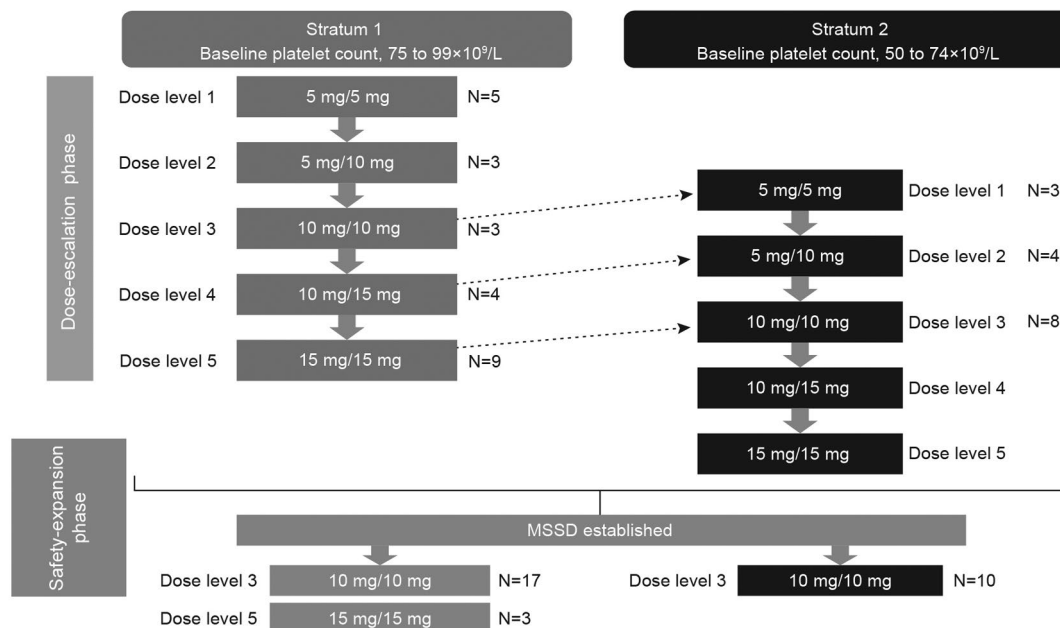 Stratum 1
Baseline platelet count, 75 to 99×10⁹/L
Stratum 2
Baseline platelet count, 50 to 74×10⁹/L
Dose-escalation phase
Dose level 1 5 mg/5 mg N=5
Dose level 2 5 mg/10 mg N=3
Dose level 3 10 mg/10 mg N=3
Dose level 4 10 mg/15 mg N=4
Dose level 5 15 mg/15 mg N=9
5 mg/5 mg Dose level 1 N=3
5 mg/10 mg Dose level 2 N=4
10 mg/10 mg Dose level 3 N=8
10 mg/15 mg Dose level 4
15 mg/15 mg Dose level 5
Safety-expansion
phase
MSSD established
Dose level 3 10 mg/10 mg N=17
Dose level 5 15 mg/15 mg N=3
Dose level 3 10 mg/10 mg N=10